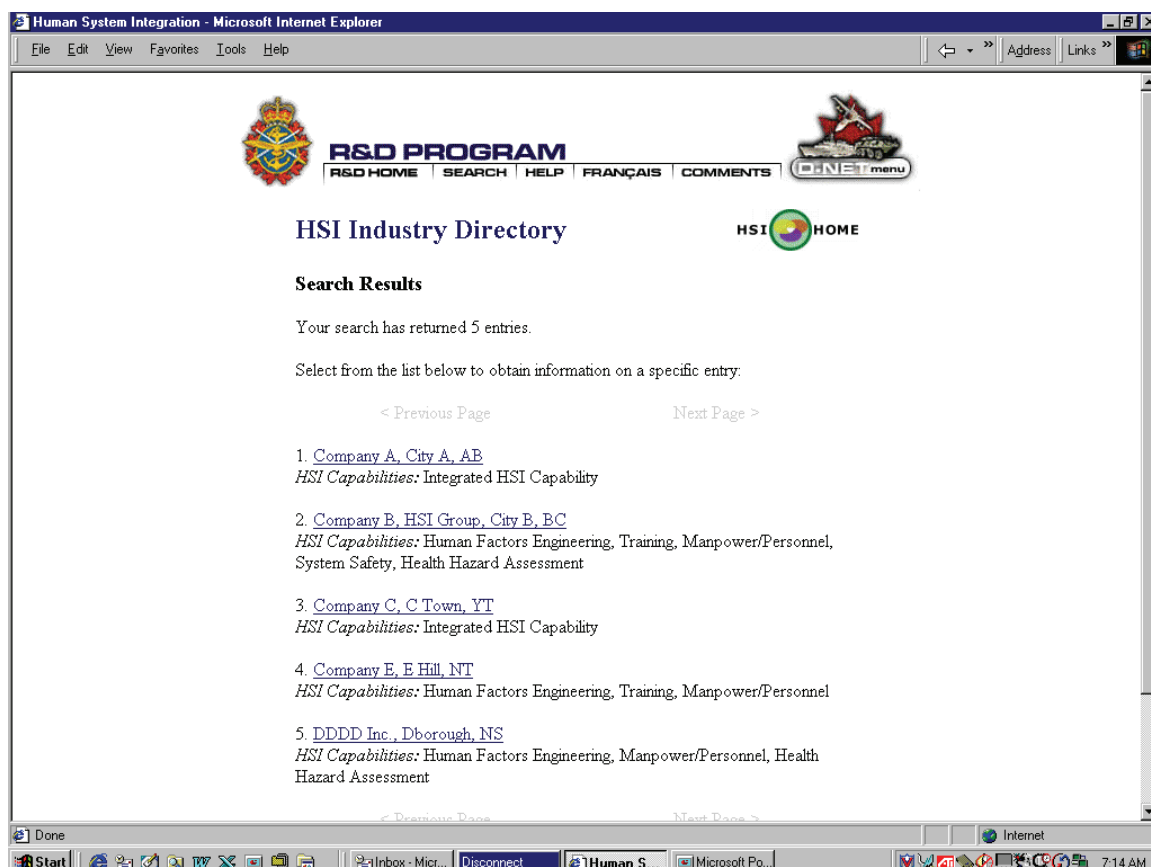 Human System Integration - Microsoft Internet Explorer
File Edit View Favorites Tools Help
» Address Links »
R&D PROGRAM
R&D HOME SEARCH HELP FRANÇAIS COMMENTS
D-NET menu
HSI Industry Directory
HSI HOME
Search Results
Your search has returned 5 entries.
Select from the list below to obtain information on a specific entry:
< Previous Page Next Page >
1. Company A, City A, AB
HSI Capabilities: Integrated HSI Capability
2. Company B, HSI Group, City B, BC
HSI Capabilities: Human Factors Engineering, Training, Manpower/Personnel,
System Safety, Health Hazard Assessment
3. Company C, C Town, YT
HSI Capabilities: Integrated HSI Capability
4. Company E, E Hill, NT
HSI Capabilities: Human Factors Engineering, Training, Manpower/Personnel
5. DDDD Inc., Dborough, NS
HSI Capabilities: Human Factors Engineering, Manpower/Personnel, Health
Hazard Assessment
< Previous Page Next Page >
Done Internet
Start Inbox - Micr... Disconnect Human S... Microsoft Po... 7:14 AM